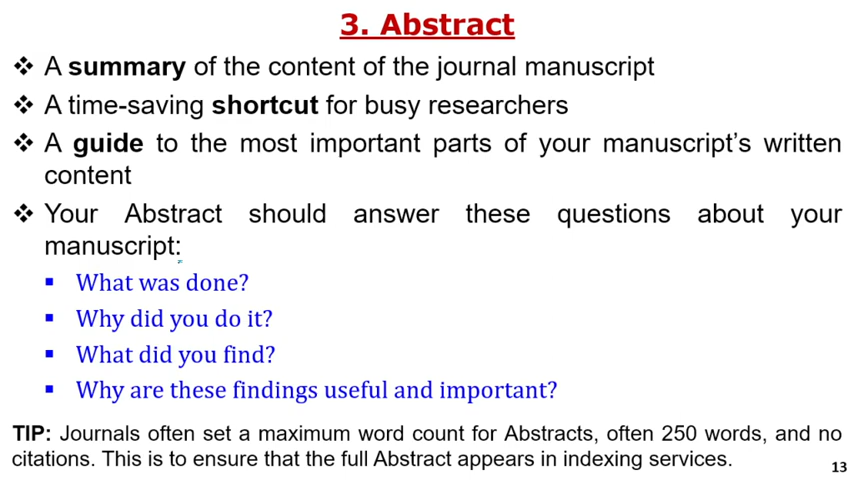 3. Abstract
❖ A summary of the content of the journal manuscript
❖ A time-saving shortcut for busy researchers
❖ A guide to the most important parts of your manuscript’s written
content
❖ Your Abstract should answer these questions about your
manuscript:
▪ What was done?
▪ Why did you do it?
▪ What did you find?
▪ Why are these findings useful and important?
TIP: Journals often set a maximum word count for Abstracts, often 250 words, and no
citations. This is to ensure that the full Abstract appears in indexing services.
13